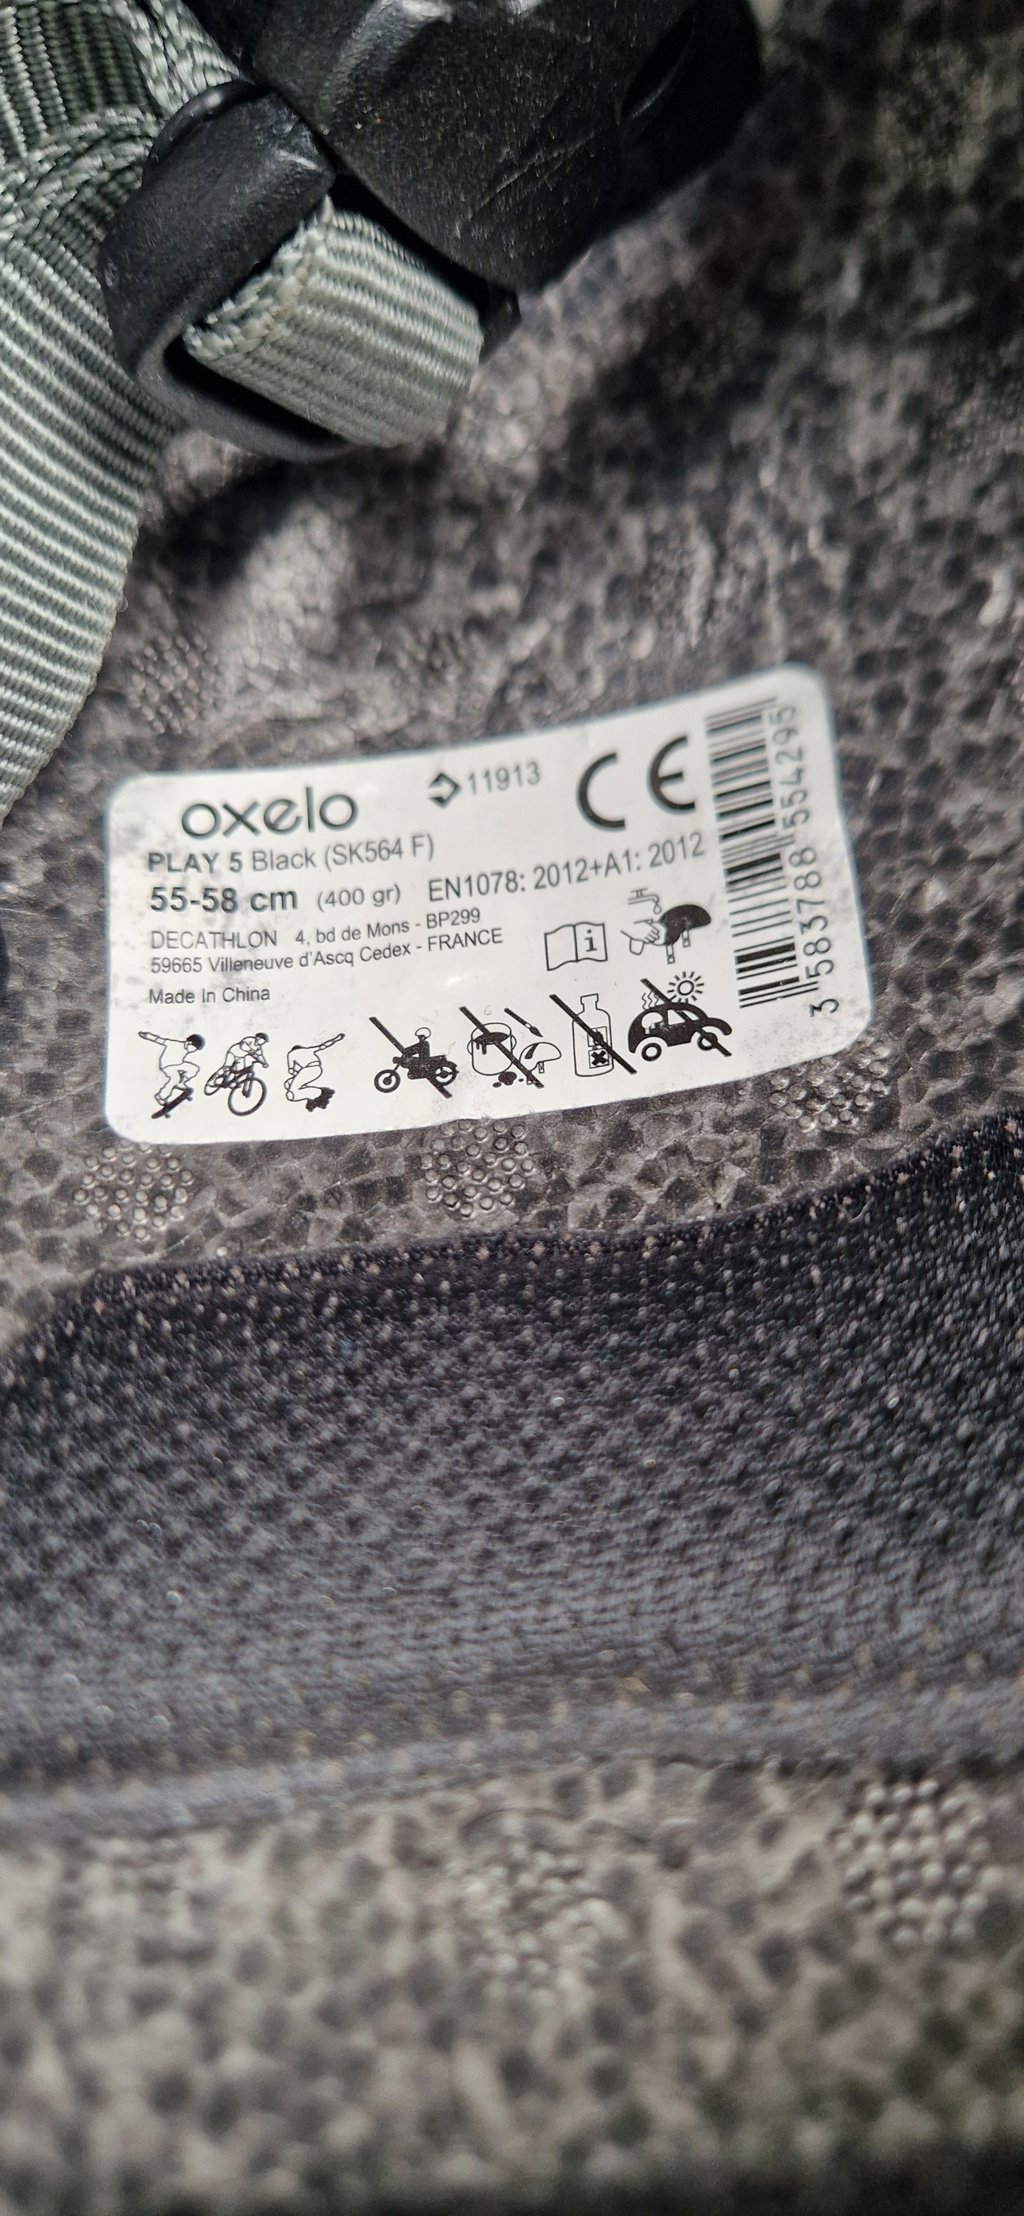 oxelo
11913
CE
PLAY 5 Black (SK564 F)
55-58 cm (400 gr) EN1078: 2012+A1: 2012
DECATHLON 4, bd de Mons - BP299
59665 Villeneuve d'Ascq Cedex - FRANCE
Made In China
i
3 583788 554295